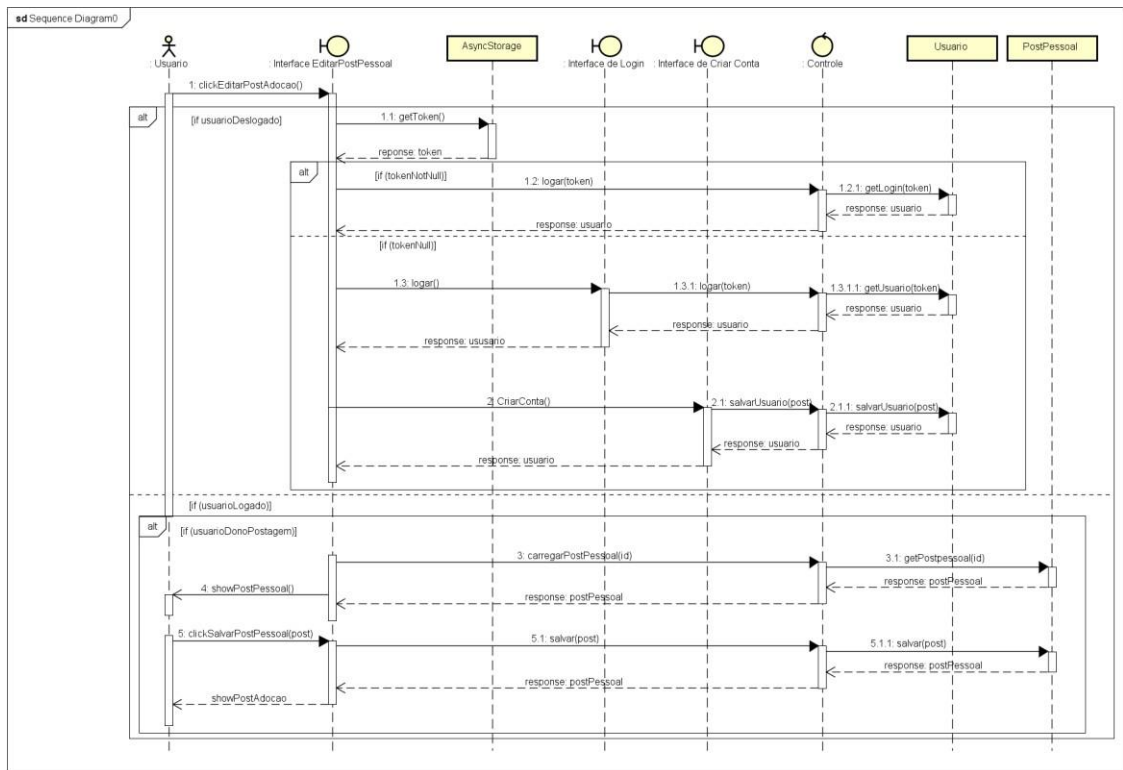 sd Sequence Diagram0
: Usuario
: Interface EditarPostPessoal
AsyncStorage
: Interface de Login
: Interface de Criar Conta
: Controle
Usuario
PostPessoal
1: clickEditarPostAdocao()
alt
[if usuarioDeslogado]
1.1: getToken()
reponse: token
alt
[if (tokenNotNull)]
1.2: logar(token)
1.2.1: getLogin(token)
response: usuario
response: usuario
[if (tokenNull)]
1.3: logar()
1.3.1: logar(token)
1.3.1.1: getUsuario(token)
response: usuario
response: usuario
response: ususario
2: CriarConta()
2.1: salvarUsuario(post)
2.1.1: salvarUsuario(post)
response: usuario
response: usuario
response: usuario
[if (usuarioLogado)]
alt
[if (usuarioDonoPostagem)]
3: carregarPostPessoal(id)
3.1: getPostpessoal(id)
response: postPessoal
4: showPostPessoal()
response: postPessoal
5: clickSalvarPostPessoal(post)
5.1: salvar(post)
5.1.1: salvar(post)
response: postPessoal
response: postPessoal
showPostAdocao